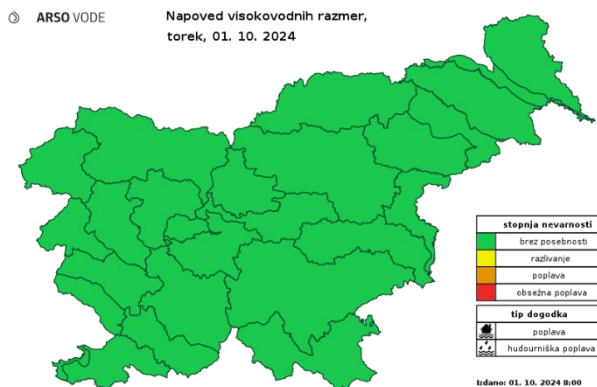 ARSO VODE
Napoved visokovodnih razmer,
torek, 01. 10. 2024
stopnja nevarnosti
brez posebnosti
razlivanje
poplava
obsežna poplava
tip dogodka
poplava
hudourniška poplava
Izdano: 01. 10. 2024 8:00